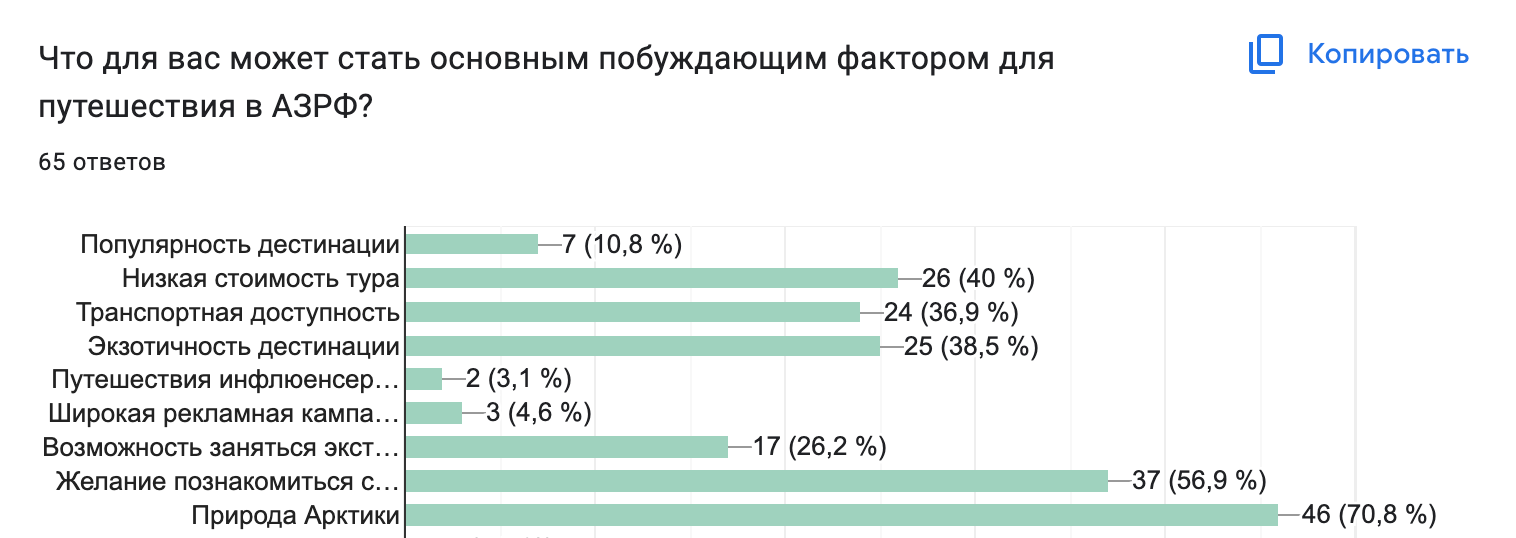 Что для вас может стать основным побуждающим фактором для
Копировать
путешествия в АЗРФ?
65 ответов
Популярность дестинации 7 (10,8 %)
Низкая стоимость тура 26 (40 %)
Транспортная доступность 24 (36,9 %)
Экзотичность дестинации 25 (38,5 %)
Путешествия инфлюенсер… 2 (3,1 %)
Широкая рекламная кампа… 3 (4,6 %)
Возможность заняться экст… 17 (26,2 %)
Желание познакомиться с… 37 (56,9 %)
Природа Арктики 46 (70,8 %)